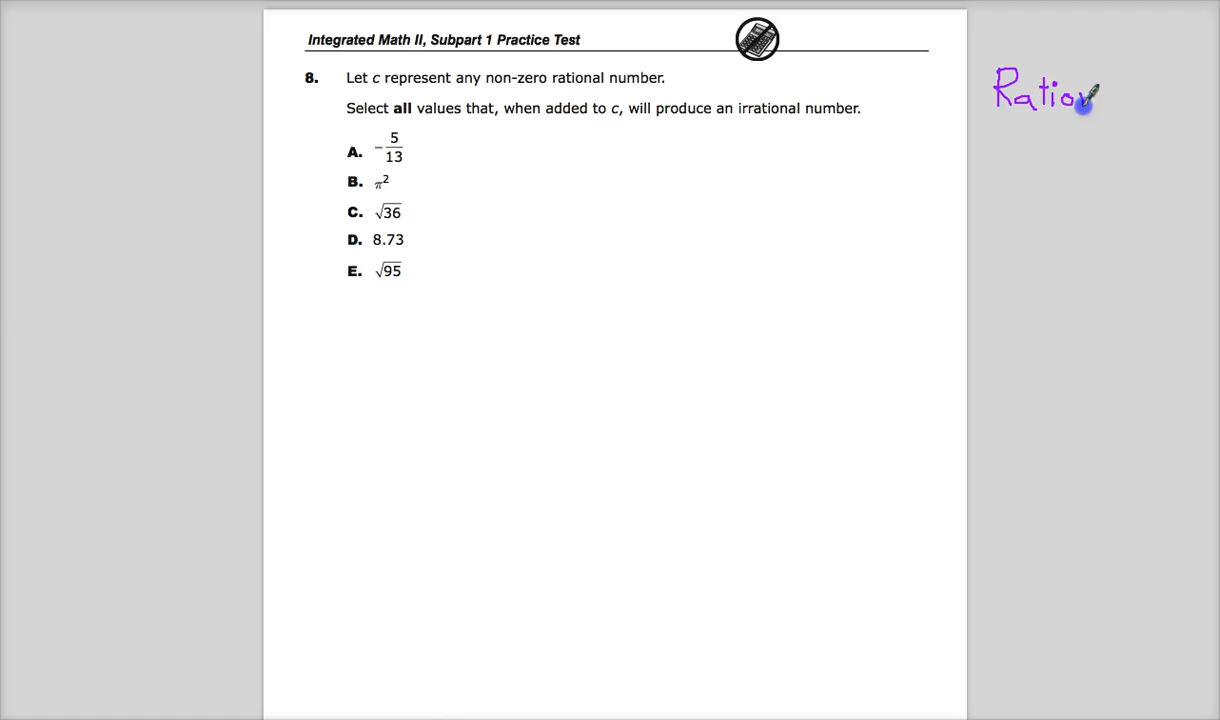 Integrated Math II, Subpart 1 Practice Test
8. Let c represent any non-zero rational number.
Select all values that, when added to c, will produce an irrational number.
A. -5/13
B. π²
C. √36
D. 8.73
E. √95
Ratio